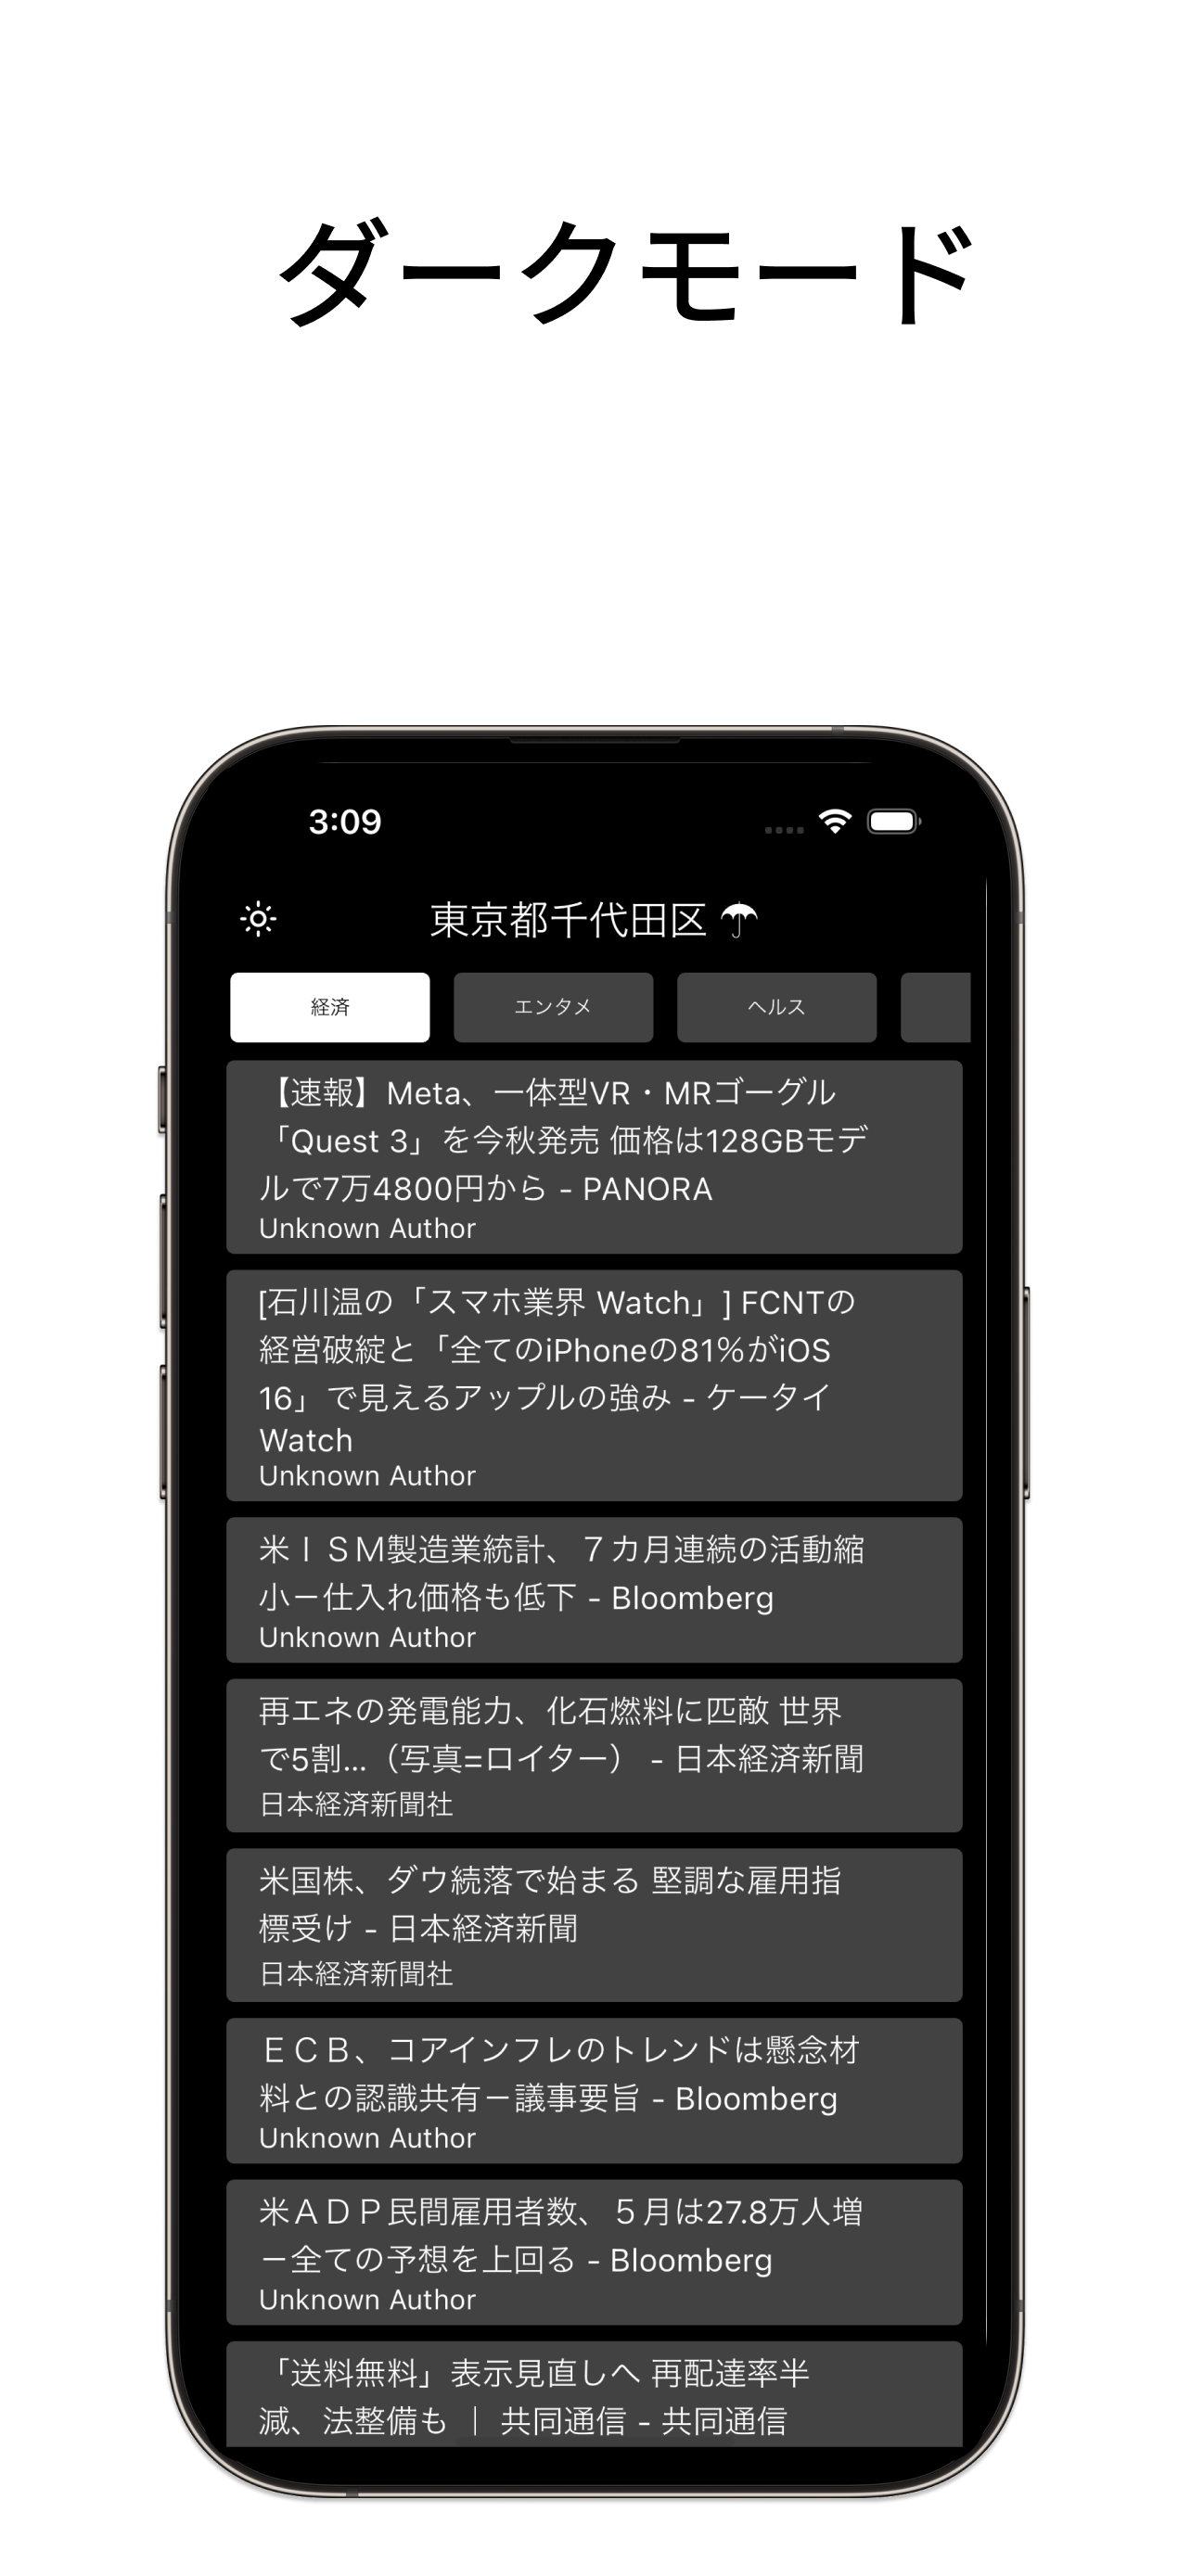 ダークモード
3:09
東京都千代田区
経済 エンタメ ヘルス
【速報】Meta、一体型VR・MRゴーグル
「Quest 3」を今秋発売 価格は128GBモデ
ルで7万4800円から - PANORA
Unknown Author
[石川温の「スマホ業界 Watch」] FCNTの
経営破綻と「全てのiPhoneの81%がiOS
16」で見えるアップルの強み - ケータイ
Watch
Unknown Author
米ＩＳＭ製造業統計、７カ月連続の活動縮
小－仕入れ価格も低下 - Bloomberg
Unknown Author
再エネの発電能力、化石燃料に匹敵 世界
で5割...（写真=ロイター） - 日本経済新聞
日本経済新聞社
米国株、ダウ続落で始まる 堅調な雇用指
標受け - 日本経済新聞
日本経済新聞社
ＥＣＢ、コアインフレのトレンドは懸念材
料との認識共有－議事要旨 - Bloomberg
Unknown Author
米ＡＤＰ民間雇用者数、５月は27.8万人増
－全ての予想を上回る - Bloomberg
Unknown Author
「送料無料」表示見直しへ 再配達率半
減、法整備も ｜ 共同通信 - 共同通信